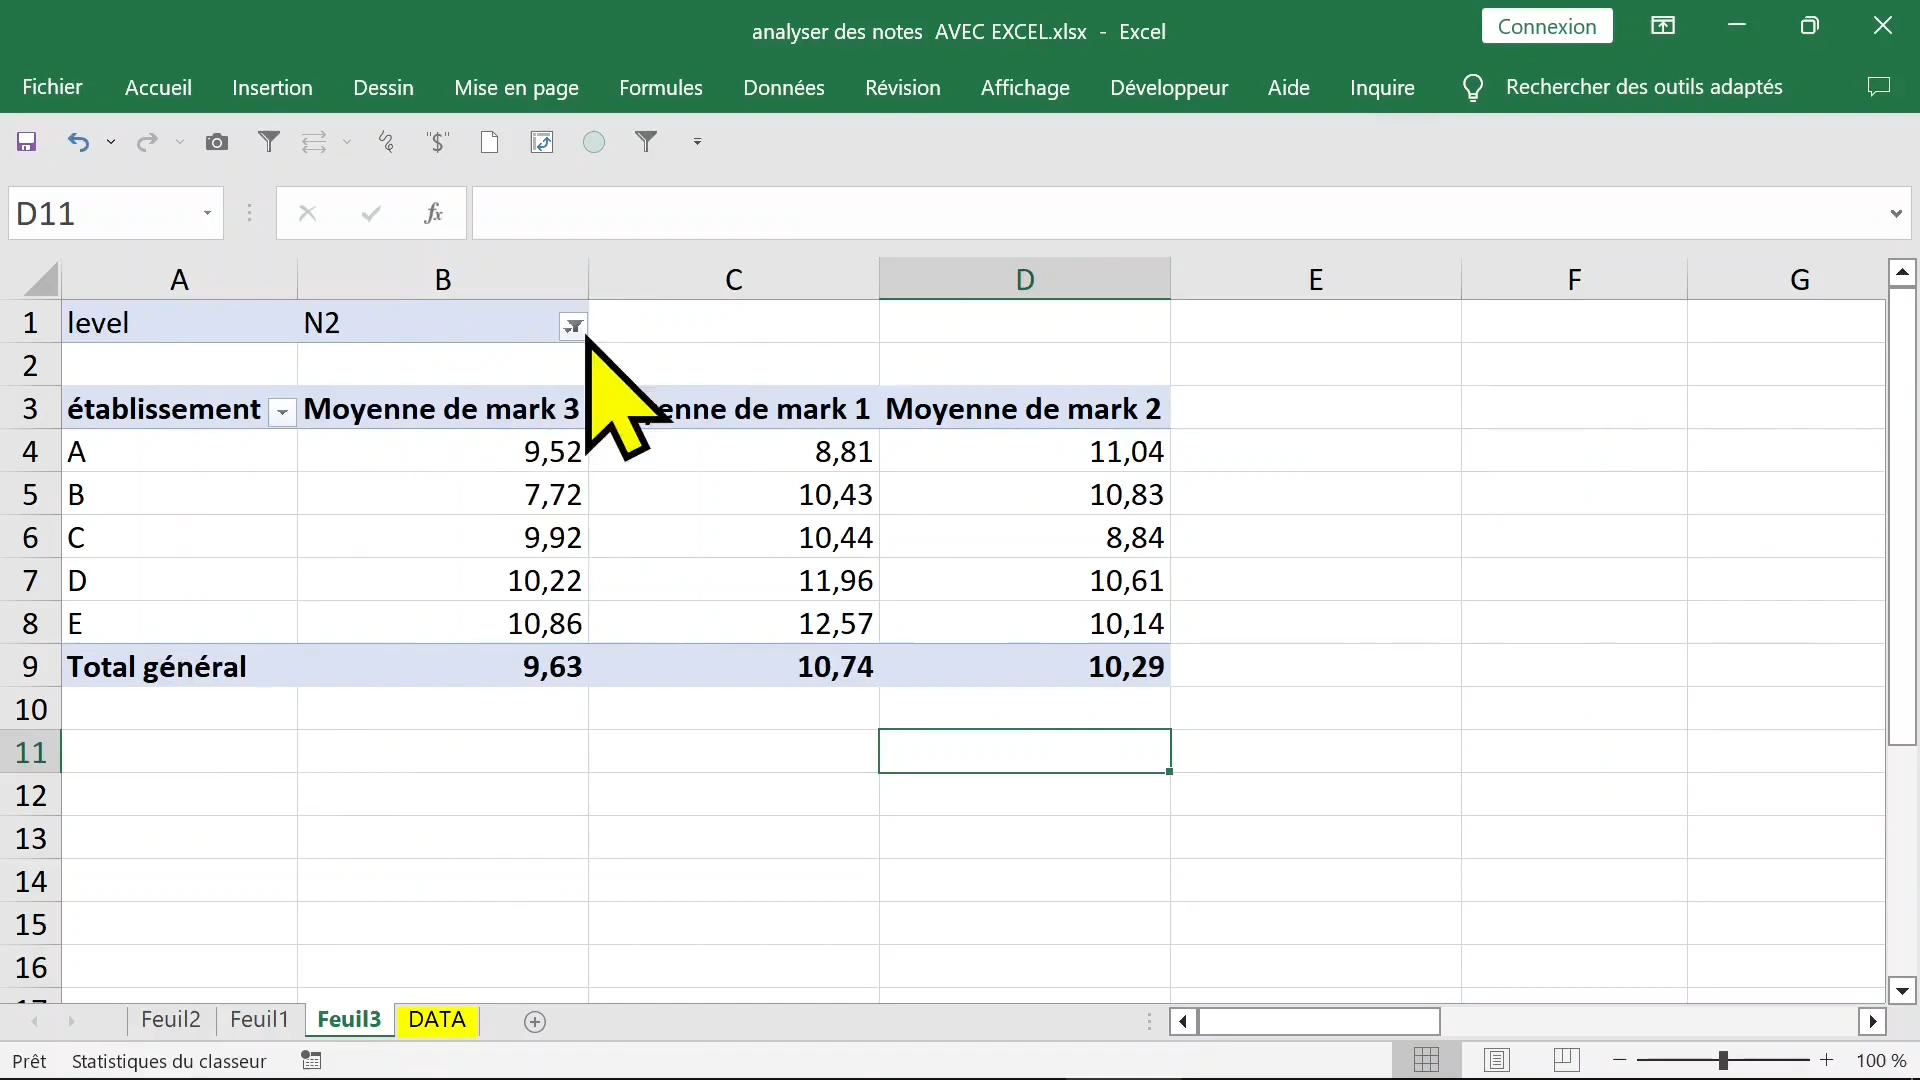 analyser des notes  AVEC EXCEL.xlsx  -  Excel
Connexion
Fichier Accueil Insertion Dessin Mise en page Formules Données Révision Affichage Développeur Aide Inquire Rechercher des outils adaptés
"$"
D11 fx
A B C D E F G
1 level N2
2
3 établissement Moyenne de mark 3 enne de mark 1 Moyenne de mark 2
4 A 9,52 8,81 11,04
5 B 7,72 10,43 10,83
6 C 9,92 10,44 8,84
7 D 10,22 11,96 10,61
8 E 10,86 12,57 10,14
9 Total général 9,63 10,74 10,29
10
11
12
13
14
15
16
Feuil2 Feuil1 Feuil3 DATA
Prêt Statistiques du classeur 100 %